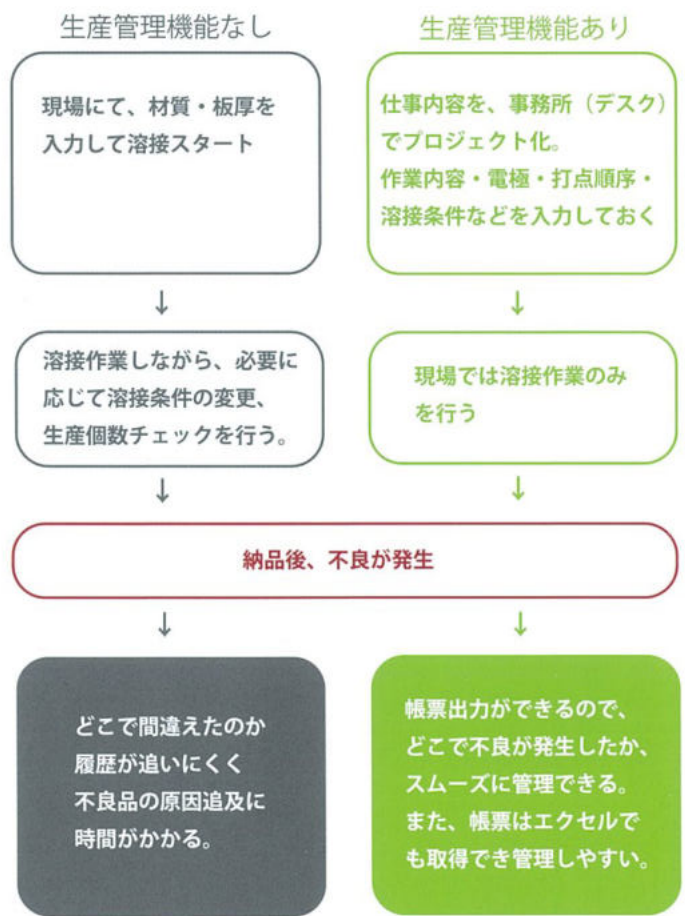 生産管理機能なし
現場にて、材質・板厚を
入力して溶接スタート
↓
溶接作業しながら、必要に
応じて溶接条件の変更、
生産個数チェックを行う。
↓
生産管理機能あり
仕事内容を、事務所（デスク）
でプロジェクト化。
作業内容・電極・打点順序・
溶接条件などを入力しておく
↓
現場では溶接作業のみ
を行う
↓
納品後、不良が発生
↓
どこで間違えたのか
履歴が追いにくく
不良品の原因追及に
時間がかかる。
↓
帳票出力ができるので、
どこで不良が発生したか、
スムーズに管理できる。
また、帳票はエクセルで
も取得でき管理しやすい。